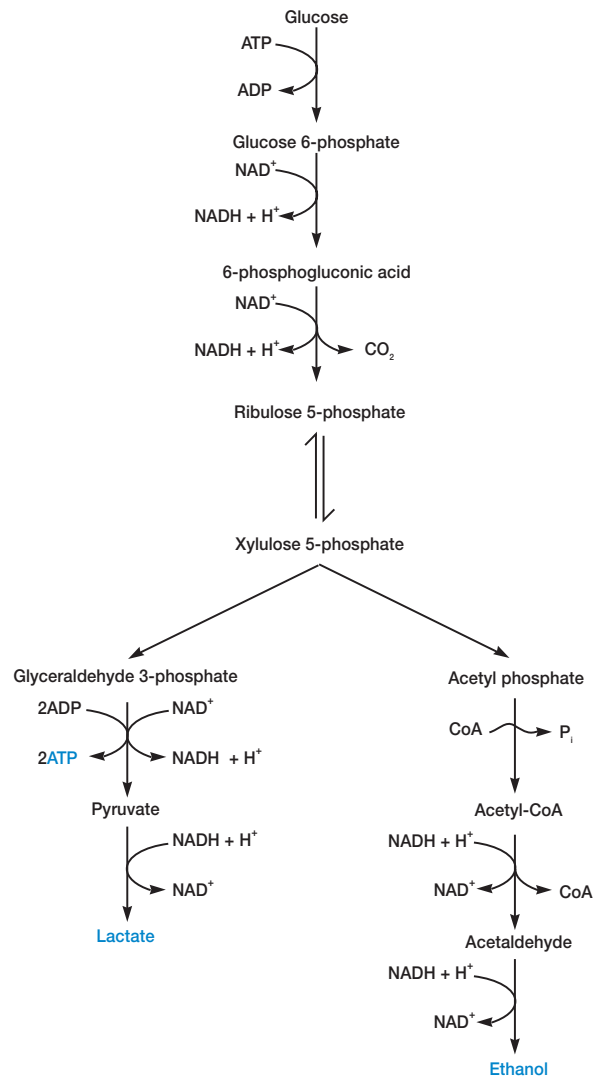 Glucose
ATP
ADP
Glucose 6-phosphate
NAD⁺
NADH + H⁺
6-phosphogluconic acid
NAD⁺
NADH + H⁺
CO₂
Ribulose 5-phosphate
Xylulose 5-phosphate
Glyceraldehyde 3-phosphate
2ADP
NAD⁺
2ATP
NADH + H⁺
Pyruvate
NADH + H⁺
NAD⁺
Lactate
Acetyl phosphate
CoA
Pᵢ
Acetyl-CoA
NADH + H⁺
NAD⁺
CoA
Acetaldehyde
NADH + H⁺
NAD⁺
Ethanol